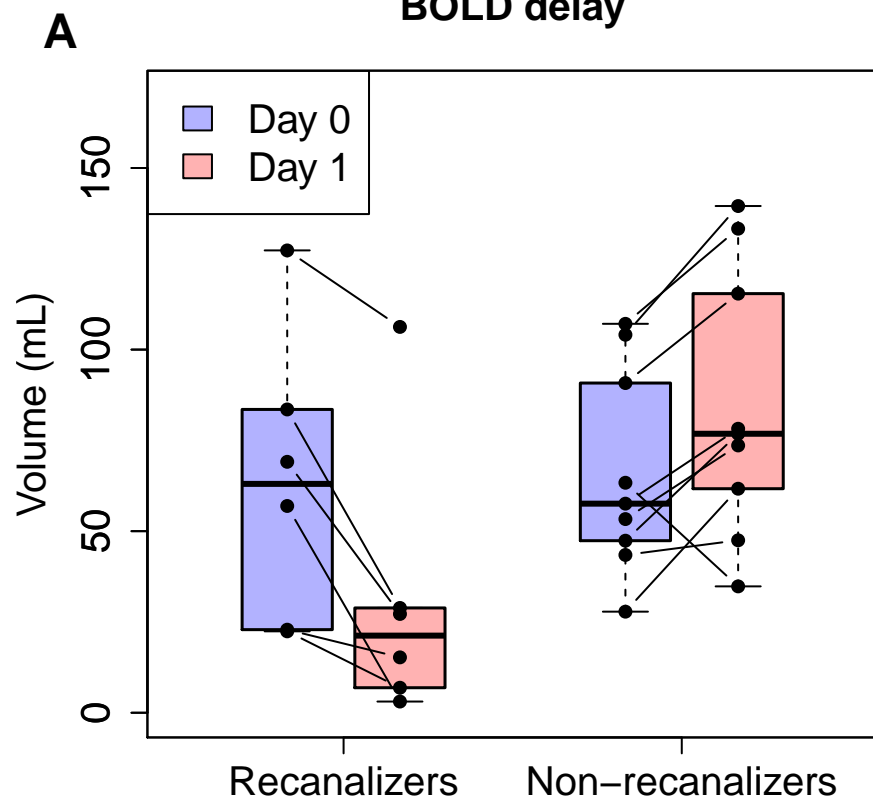 BOLD delay
A
Day 0
Day 1
Volume (mL)
150
100
50
0
Recanalizers
Non−recanalizers